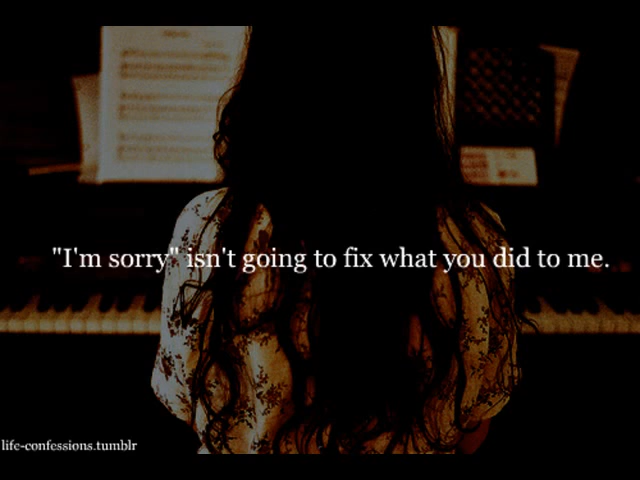 "I'm sorry" isn't going to fix what you did to me.
life-confessions.tumblr